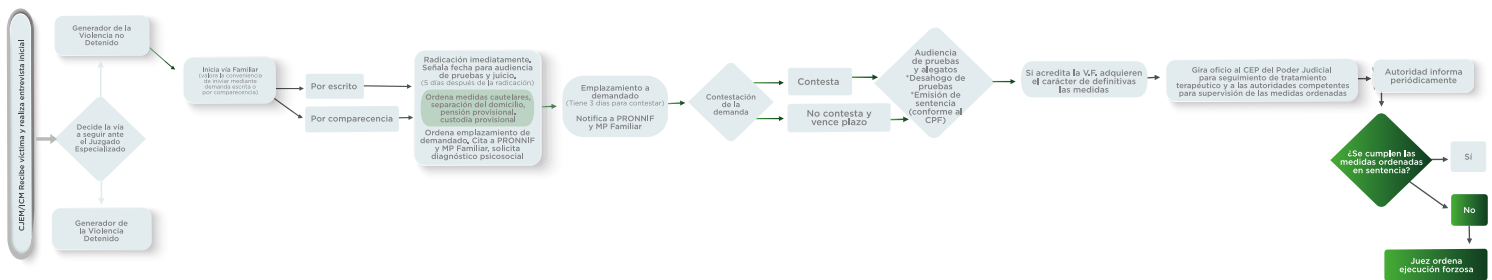 CJEM/ICM Recibe víctima y realiza entrevista inicial
Generador de la
Violencia no
Detenido
Decide la vía
a seguir ante
el Juzgado
Especializado
Generador de
la Violencia
Detenido
Inicia vía Familiar
(valora la conveniencia
de iniviar mediante
demanda escrita o
por comparecencia)
Por escrito
Por comparecencia
Radicación imediatamente.
Señala fecha para audiencia
de pruebas y juicio,
(5 días después de la radicación)
Ordena medidas cautelares,
separación del domicilio,
pensión provisional,
custodia provisional
Ordena emplazamiento de
demandado, Cita a PRONNIF
y MP Familiar, solicita
diagnóstico psicosocial
Emplazamiento a
demandado
(Tiene 3 días para contestar)
Notifica a PRONNIF
y MP Familiar
Contestación
de la
demanda
Contesta
No contesta y
vence plazo
Audiencia
de pruebas
y alegatos
*Desahogo de
pruebas
*Emisión de
sentencia
(conforme al
CPF)
Si acredita la V.F. adquieren
el carácter de definitivas
las medidas
Gira oficio al CEP del Poder Judicial
para seguimiento de tratamiento
terapéutico y a las autoridades competentes
para supervisión de las medidas ordenadas
Autoridad informa
periódicamente
¿Se cumplen las
medidas ordenadas
en sentencia?
Sí
No
Juez ordena
ejecución forzosa